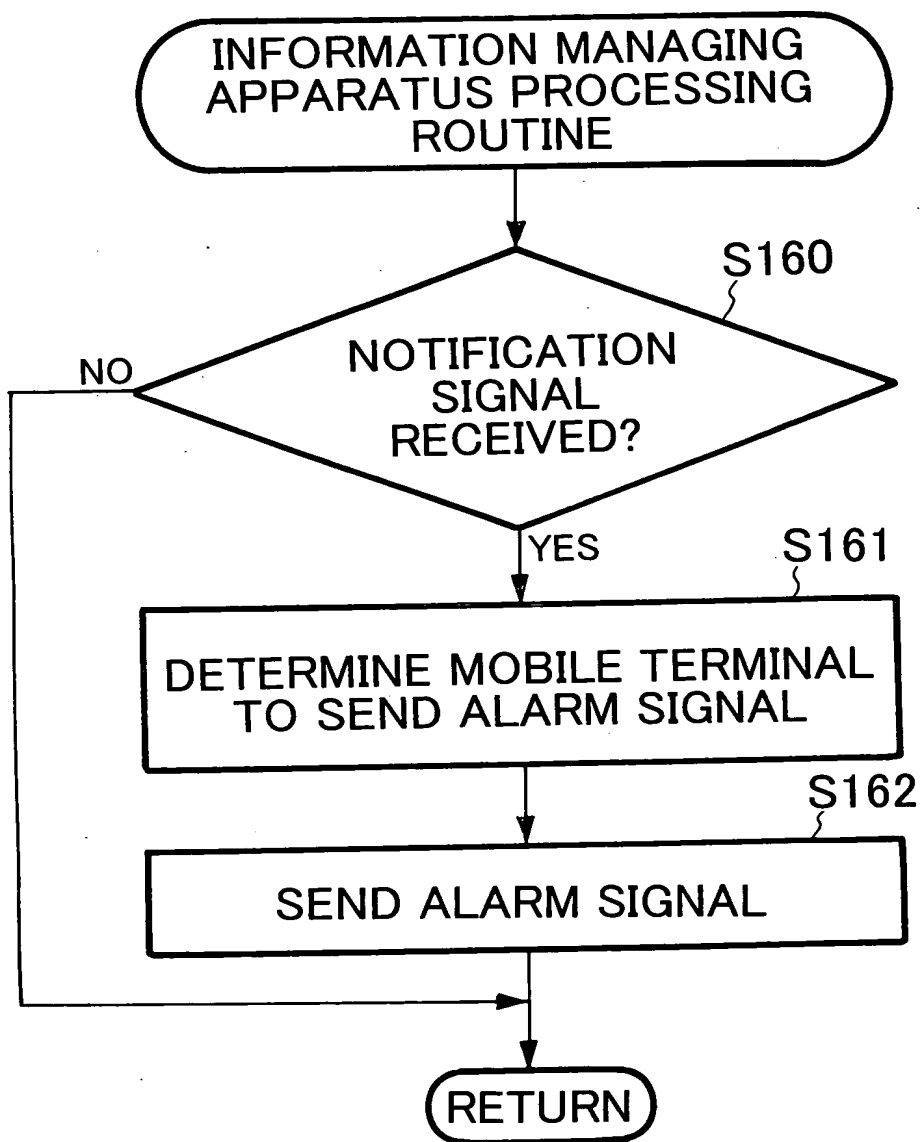 INFORMATION MANAGING
APPARATUS PROCESSING
ROUTINE
S160
NOTIFICATION
SIGNAL
RECEIVED?
NO
YES
S161
DETERMINE MOBILE TERMINAL
TO SEND ALARM SIGNAL
S162
SEND ALARM SIGNAL
RETURN